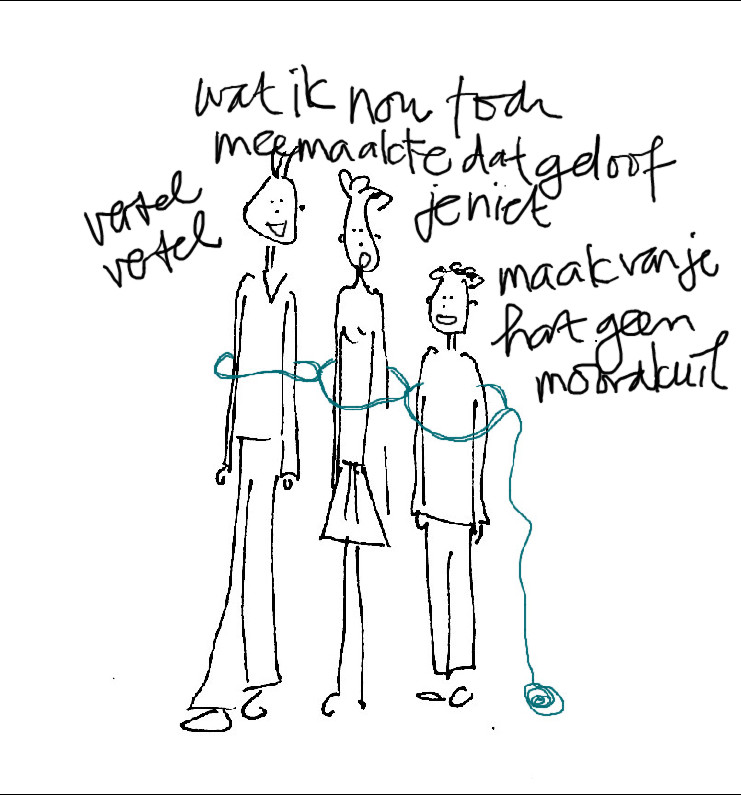 wat ik nou toch
meemaakte dat geloof
je niet
vertel
vertel
maak van je
hart geen
moordkuil